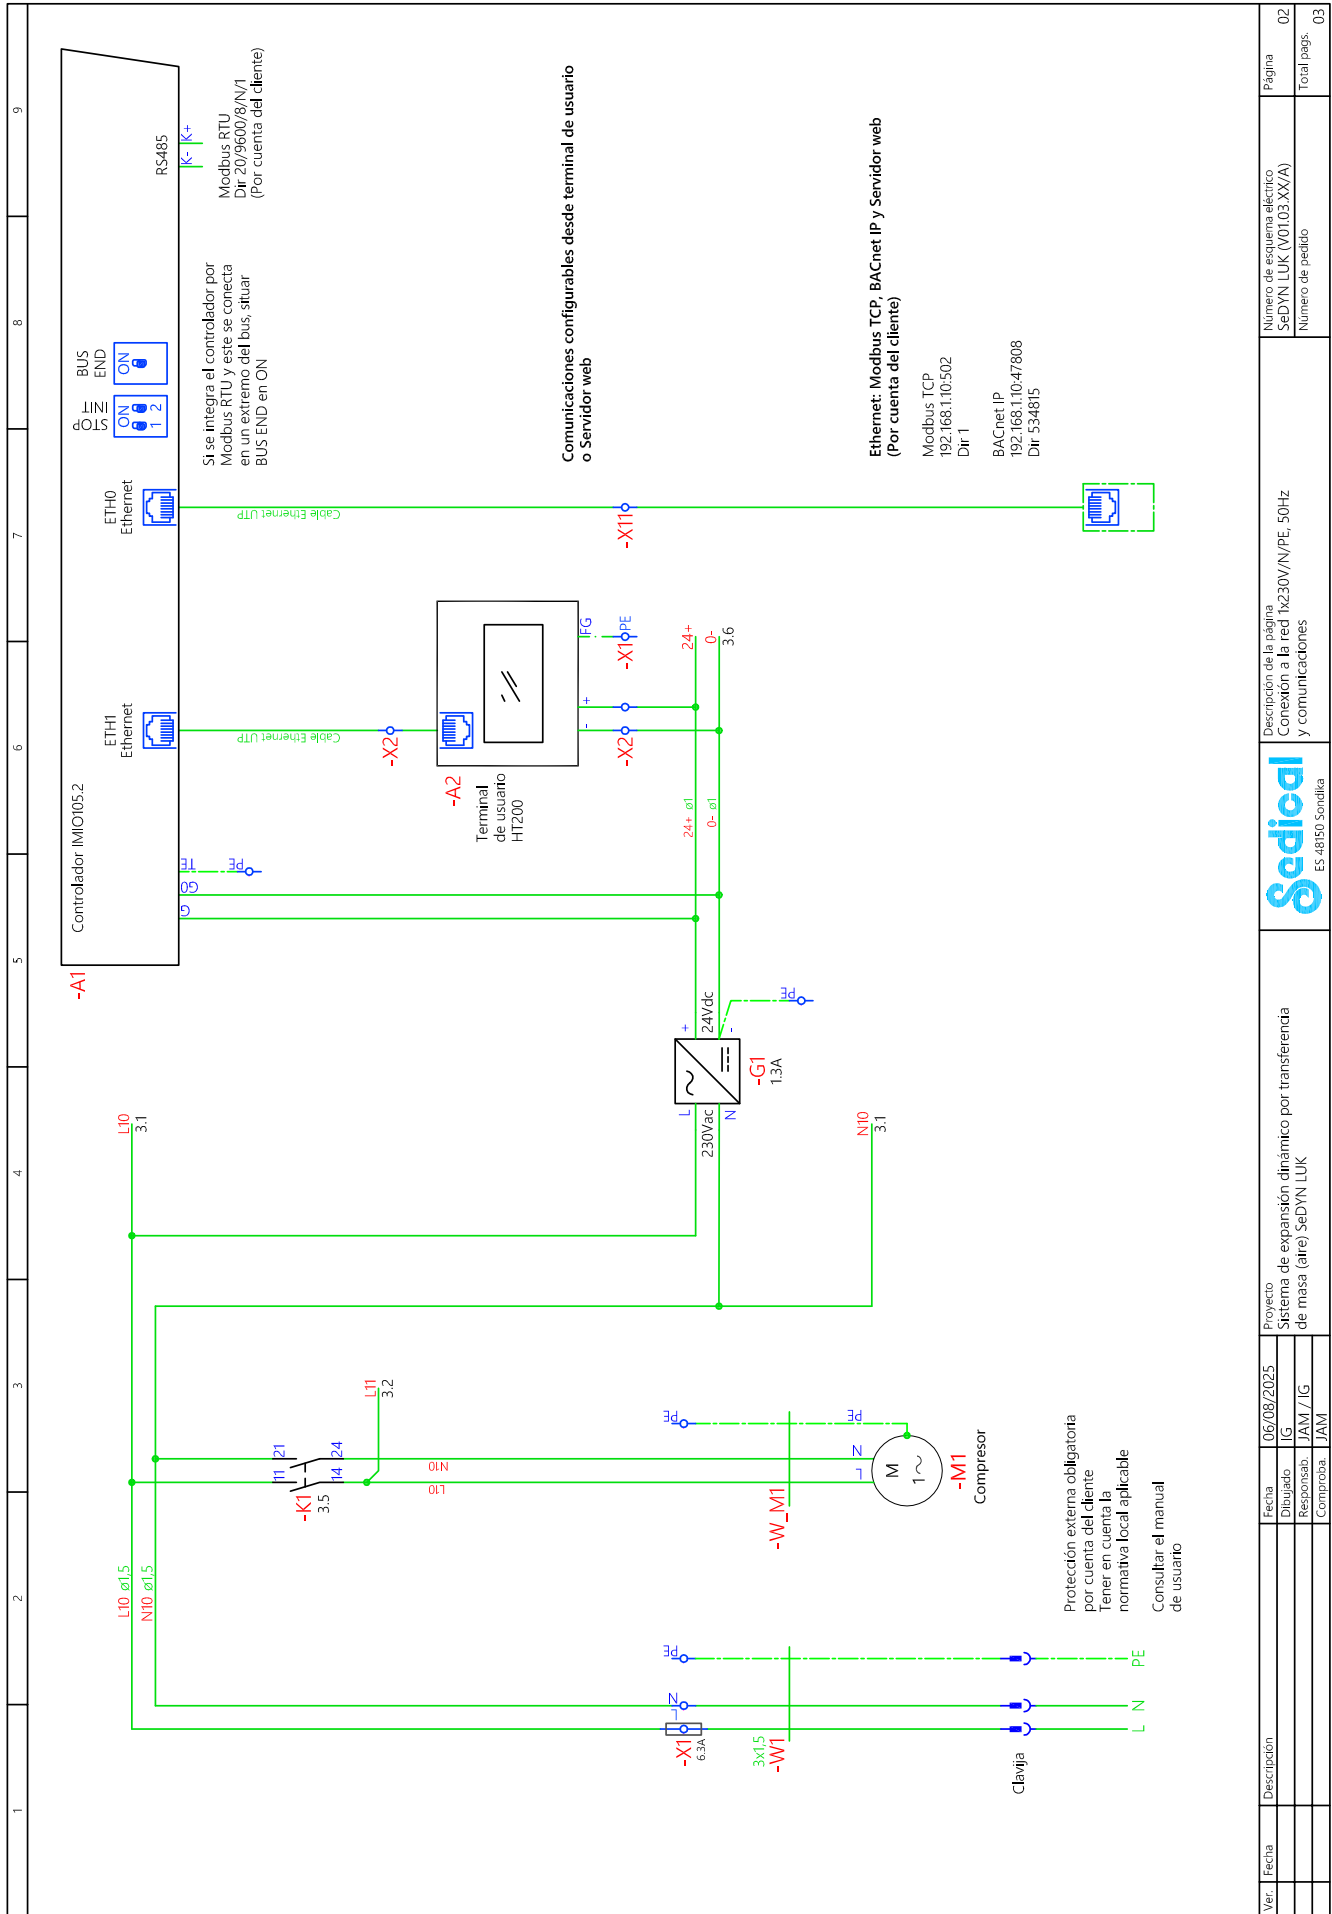 1
2
3
4
5
6
7
8
9
-A1
Controlador IMIO105.2
G
G0
TE
PE
ETH1
Ethernet
ETH0
Ethernet
STOP
INIT
ON
1 2
BUS
END
ON
RS485
K-
K+
Modbus RTU
Dir 20/9600/8/N/1
(Por cuenta del cliente)
Si se integra el controlador por
Modbus RTU y este se conecta
en un extremo del bus, situar
BUS END en ON
Cable Ethernet UTP
Cable Ethernet UTP
-X2
-X11
-A2
Terminal
de usuario
HT200
-
+
FG
-X2
-X1
PE
Comunicaciones configurables desde terminal de usuario
o Servidor web
24+ ø1
0- ø1
24+
0-
3.6
Ethernet: Modbus TCP, BACnet IP y Servidor web
(Por cuenta del cliente)
Modbus TCP
192.168.1.10:502
Dir 1
BACnet IP
192.168.1.10:47808
Dir 534815
L10 ø1,5
N10 ø1,5
L10
3.1
-K1
3.5
11
14
21
24
L11
3.2
L10
N10
L
N
230Vac
+
-
24Vdc
-G1
1.3A
PE
N10
3.1
-X1
6.3A
L
N
PE
3x1,5
-W1
Clavija
L
N
PE
-W_M1
PE
PE
L
N
M
1~
-M1
Compresor
Protección externa obligatoria
por cuenta del cliente
Tener en cuenta la
normativa local aplicable
Consultar el manual
de usuario
Ver.
Fecha
Descripción
Fecha
06/08/2025
Dibujado
IG
Responsab.
JAM / IG
Comproba.
JAM
Proyecto
Sistema de expansión dinámico por transferencia
de masa (aire) SeDYN LUK
Sedical
ES 48150 Sondika
Descripción de la página
Conexión a la red 1x230V/N/PE, 50Hz
y comunicaciones
Número de esquema eléctrico
SeDYN LUK (V01.03.XX/A)
Número de pedido
Página
02
Total pags.
03